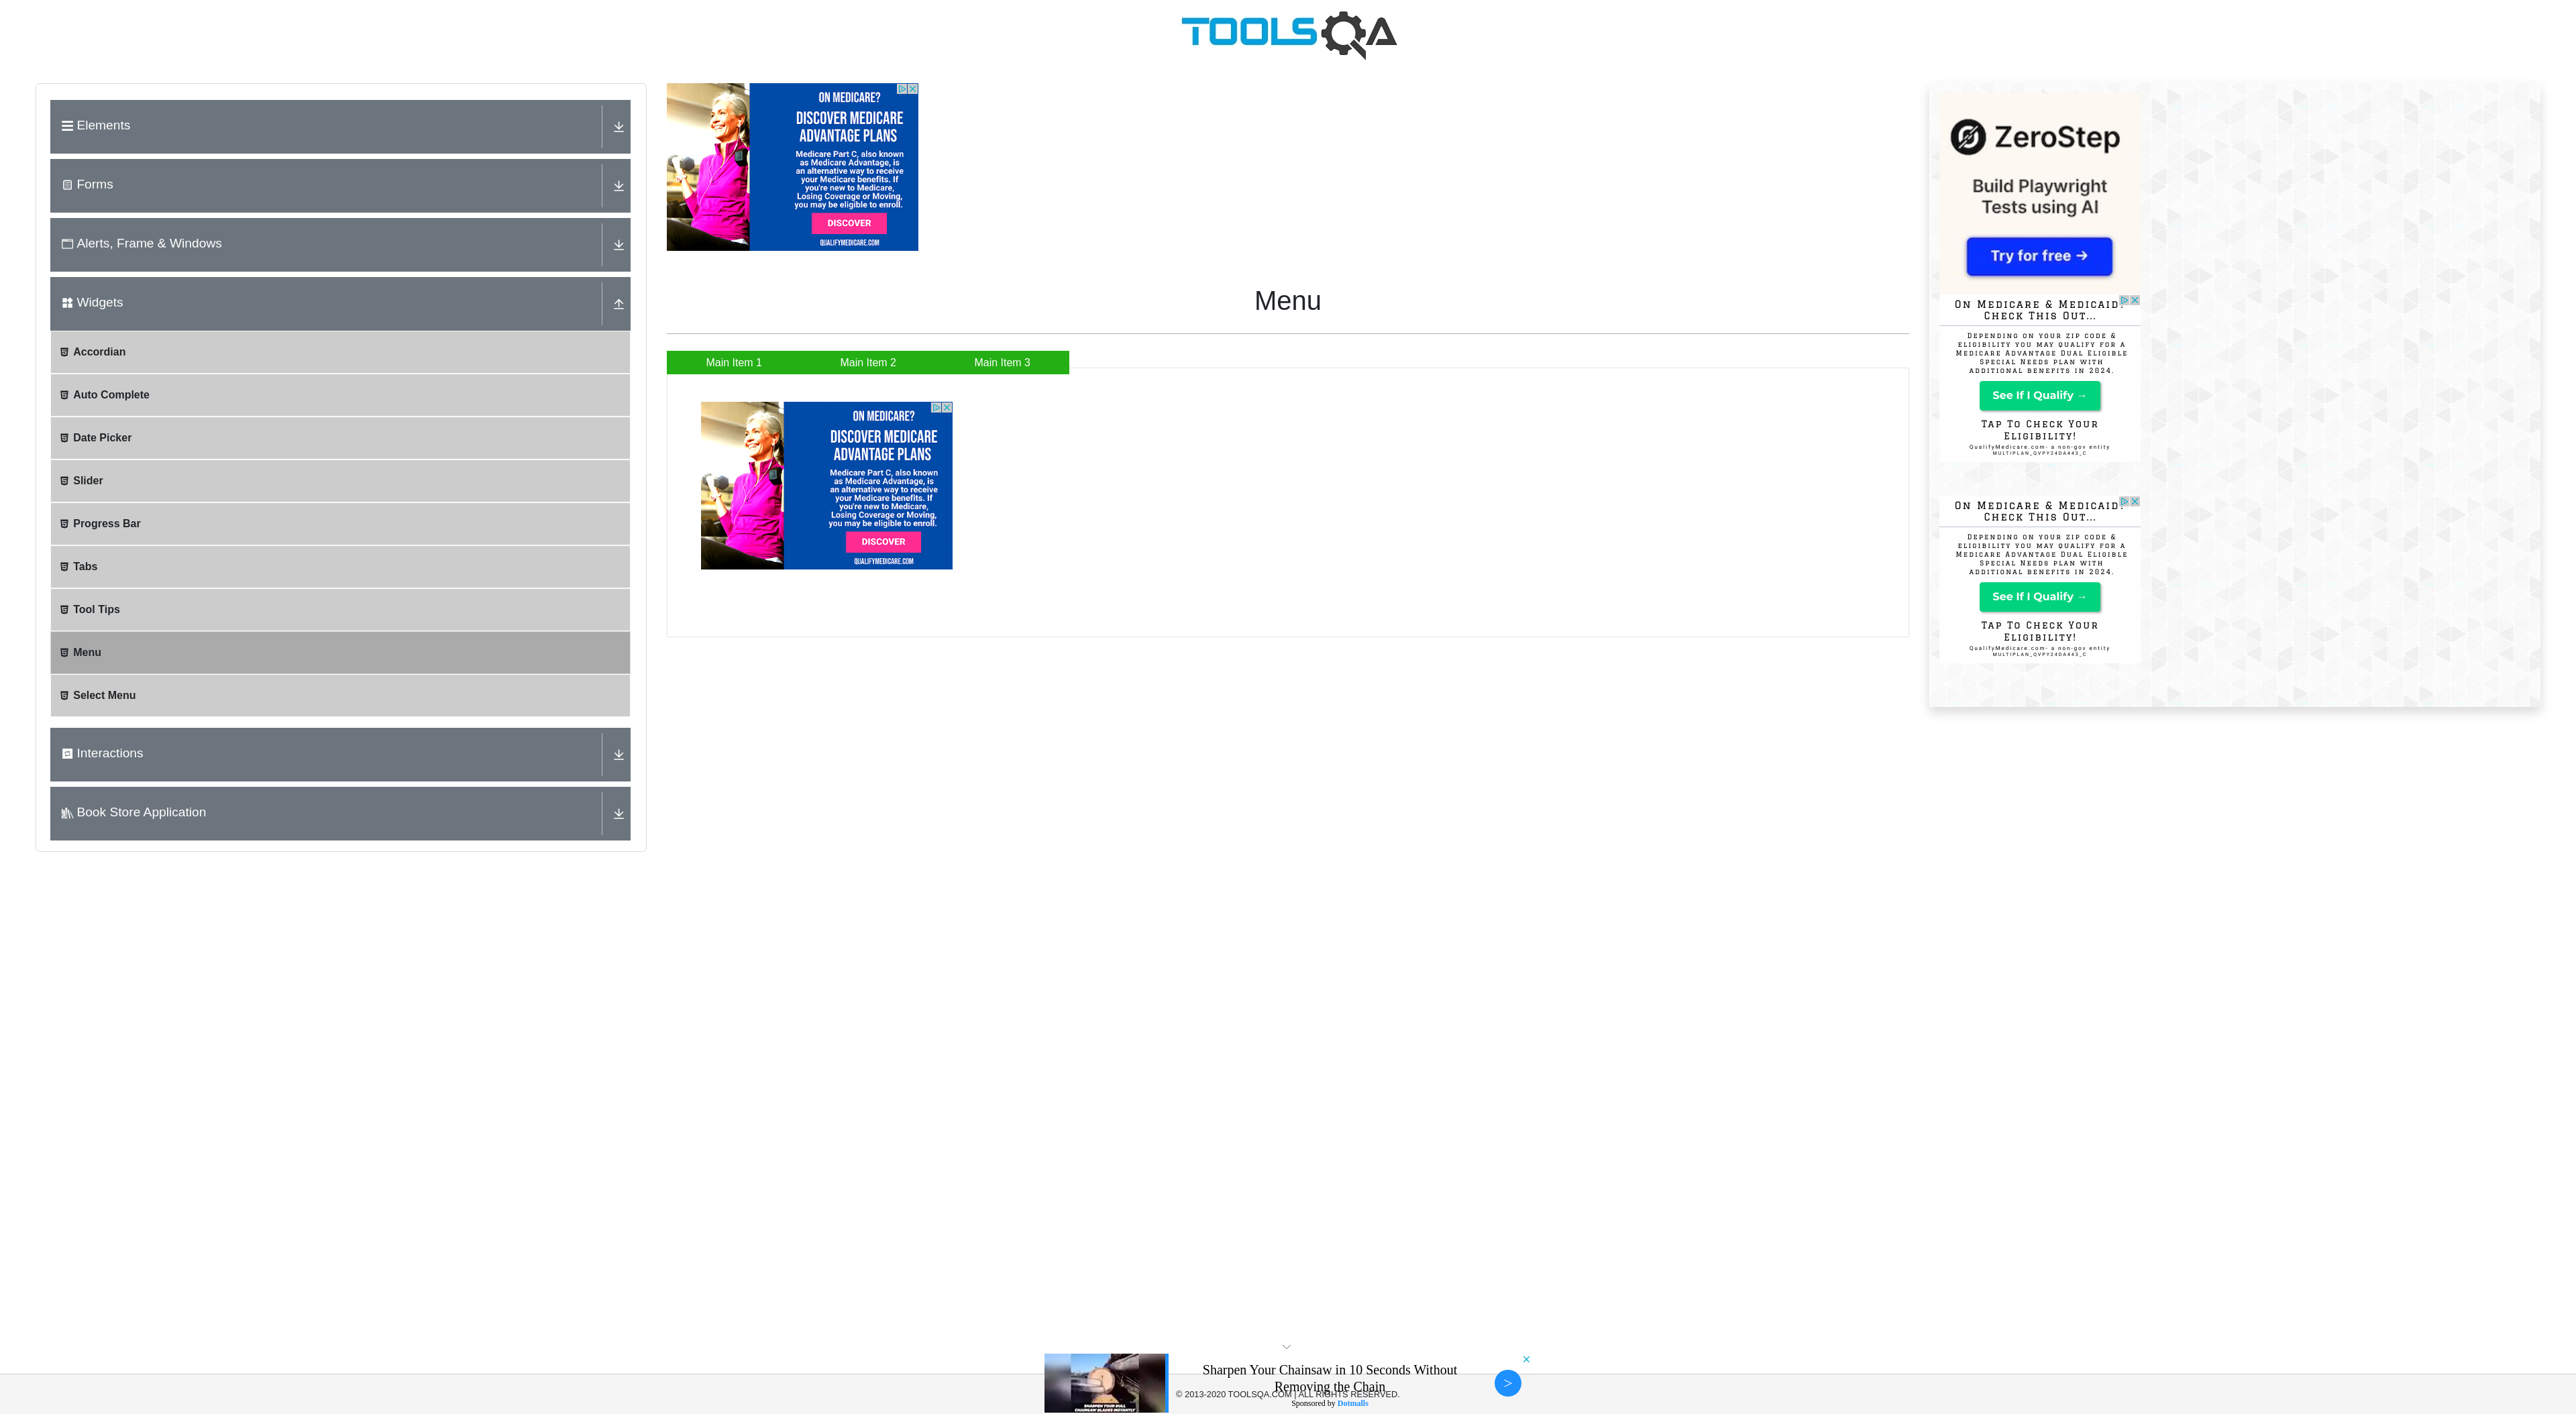 TOOLSQA
Elements
Forms
Alerts, Frame & Windows
Widgets
Accordian
Auto Complete
Date Picker
Slider
Progress Bar
Tabs
Tool Tips
Menu
Select Menu
Interactions
Book Store Application
ON MEDICARE?
DISCOVER MEDICARE
ADVANTAGE PLANS
Medicare Part C, also known
as Medicare Advantage, is
an alternative way to receive
your Medicare benefits. If
you're new to Medicare,
Losing Coverage or Moving,
you may be eligible to enroll.
DISCOVER
QUALIFYMEDICARE.COM
Menu
Main Item 1
Main Item 2
Main Item 3
ON MEDICARE?
DISCOVER MEDICARE
ADVANTAGE PLANS
Medicare Part C, also known
as Medicare Advantage, is
an alternative way to receive
your Medicare benefits. If
you're new to Medicare,
Losing Coverage or Moving,
you may be eligible to enroll.
DISCOVER
QUALIFYMEDICARE.COM
ZeroStep
Build Playwright
Tests using AI
Try for free →
On Medicare & Medicaid?
Check This Out...
Depending on your zip code &
eligibility you may qualify for a
Medicare Advantage Dual Eligible
Special Needs plan with
additional benefits in 2024.
See If I Qualify →
Tap To Check Your
Eligibility!
QualifyMedicare.com- a non-gov entity
MULTIPLAN_QVPY24DA443_C
On Medicare & Medicaid?
Check This Out...
Depending on your zip code &
eligibility you may qualify for a
Medicare Advantage Dual Eligible
Special Needs plan with
additional benefits in 2024.
See If I Qualify →
Tap To Check Your
Eligibility!
QualifyMedicare.com- a non-gov entity
MULTIPLAN_QVPY24DA443_C
SHARPEN YOUR DULL
CHAINSAW BLADES INSTANTLY
Sharpen Your Chainsaw in 10 Seconds Without
Removing the Chain
© 2013-2020 TOOLSQA.COM | ALL RIGHTS RESERVED.
Sponsored by Dotmalls